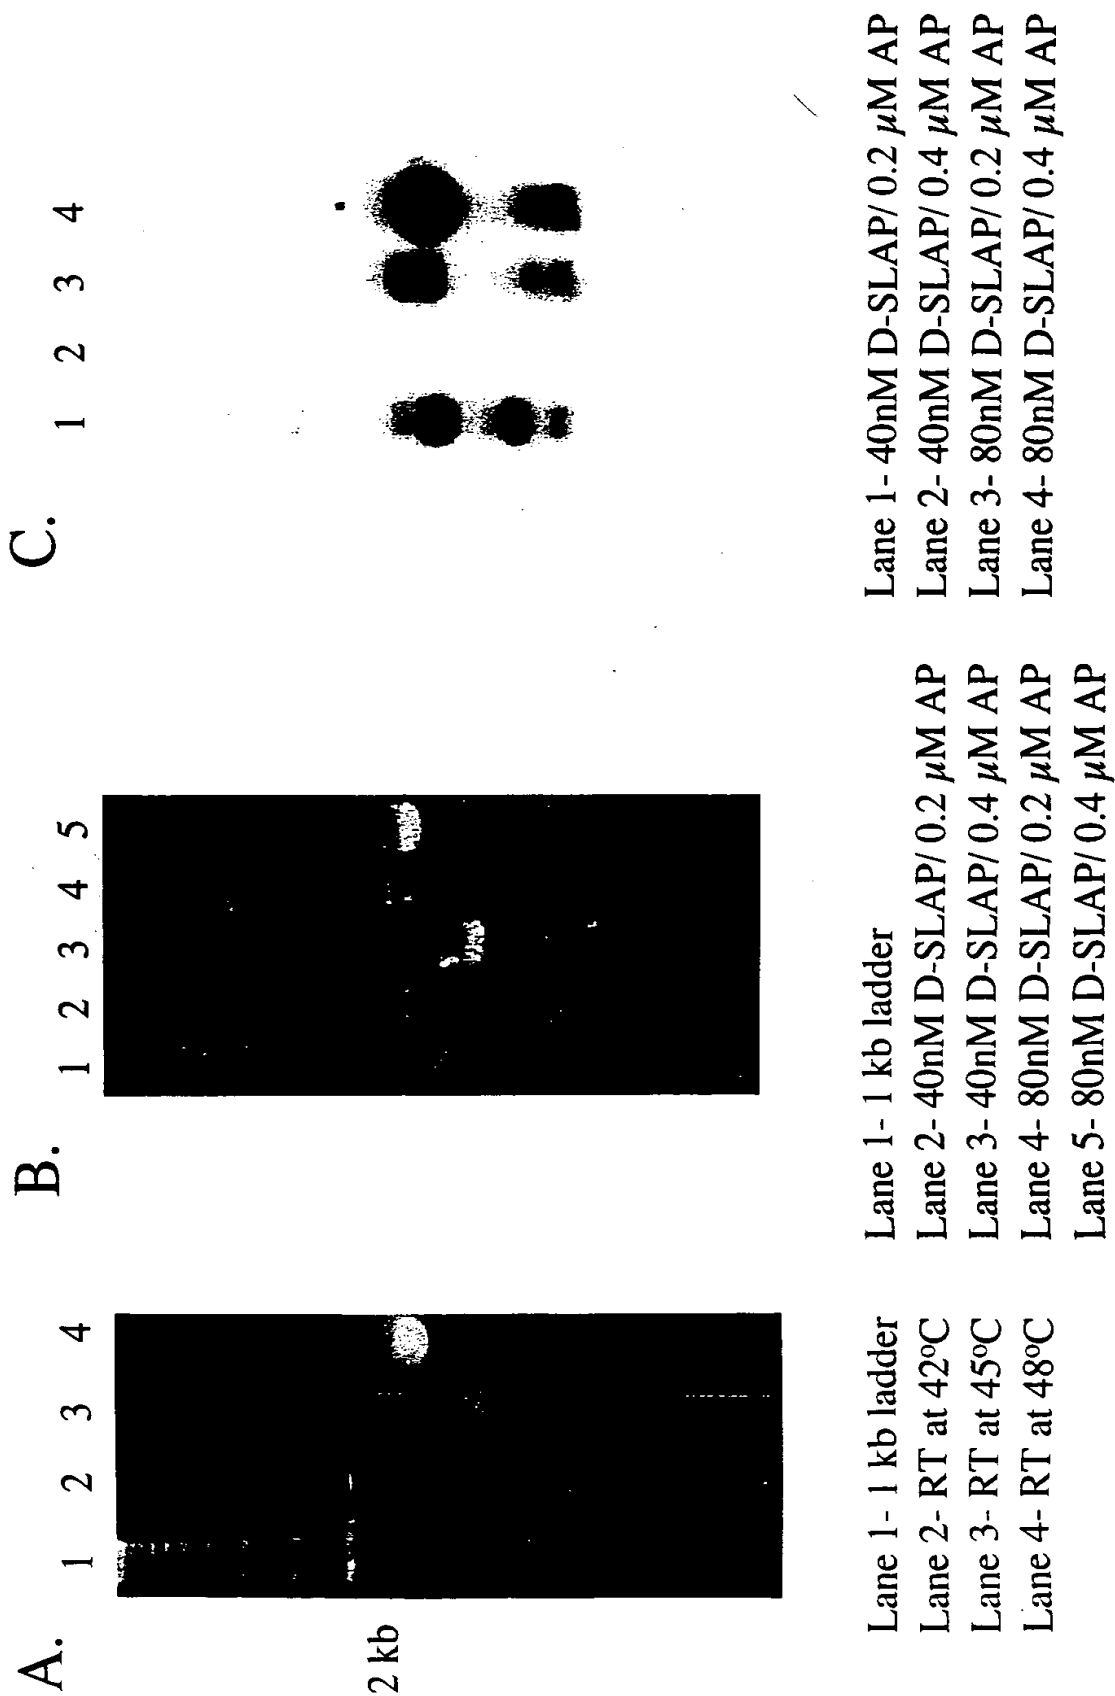 A.
1 2 3 4
2 kb
Lane 1- 1 kb ladder
Lane 2- RT at 42°C
Lane 3- RT at 45°C
Lane 4- RT at 48°C
B.
1 2 3 4 5
Lane 1- 1 kb ladder
Lane 2- 40nM D-SLAP/ 0.2 µM AP
Lane 3- 40nM D-SLAP/ 0.4 µM AP
Lane 4- 80nM D-SLAP/ 0.2 µM AP
Lane 5- 80nM D-SLAP/ 0.4 µM AP
C.
1 2 3 4
Lane 1- 40nM D-SLAP/ 0.2 µM AP
Lane 2- 40nM D-SLAP/ 0.4 µM AP
Lane 3- 80nM D-SLAP/ 0.2 µM AP
Lane 4- 80nM D-SLAP/ 0.4 µM AP